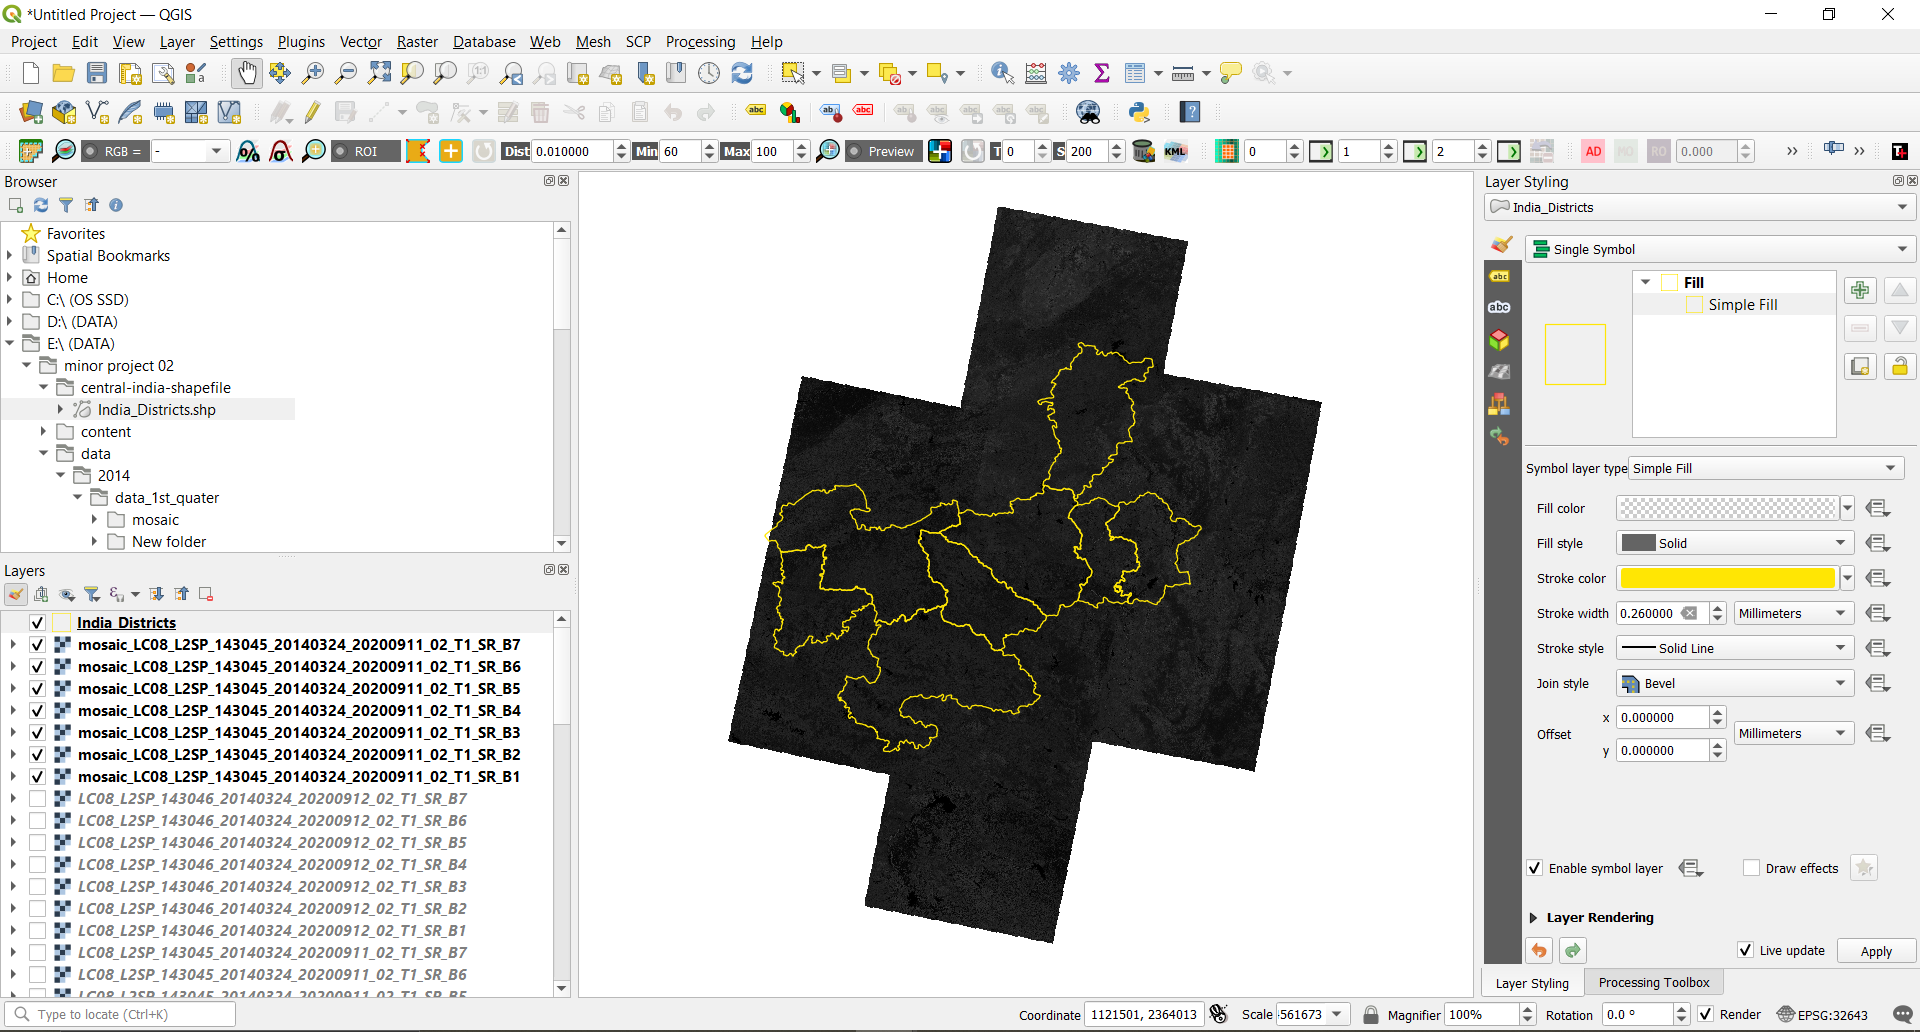 *Untitled Project — QGIS
Project Edit View Layer Settings Plugins Vector Raster Database Web Mesh SCP Processing Help
RGB = - ROI Dist 0.010000 Min 60 Max 100 Preview T 0 S 200 KML 0 1 2 AD MO RO 0.000
Browser
Favorites
Spatial Bookmarks
Home
C:\ (OS SSD)
D:\ (DATA)
E:\ (DATA)
minor project 02
central-india-shapefile
India_Districts.shp
content
data
2014
data_1st_quater
mosaic
New folder
Layers
India_Districts
mosaic_LC08_L2SP_143045_20140324_20200911_02_T1_SR_B7
mosaic_LC08_L2SP_143045_20140324_20200911_02_T1_SR_B6
mosaic_LC08_L2SP_143045_20140324_20200911_02_T1_SR_B5
mosaic_LC08_L2SP_143045_20140324_20200911_02_T1_SR_B4
mosaic_LC08_L2SP_143045_20140324_20200911_02_T1_SR_B3
mosaic_LC08_L2SP_143045_20140324_20200911_02_T1_SR_B2
mosaic_LC08_L2SP_143045_20140324_20200911_02_T1_SR_B1
LC08_L2SP_143046_20140324_20200912_02_T1_SR_B7
LC08_L2SP_143046_20140324_20200912_02_T1_SR_B6
LC08_L2SP_143046_20140324_20200912_02_T1_SR_B5
LC08_L2SP_143046_20140324_20200912_02_T1_SR_B4
LC08_L2SP_143046_20140324_20200912_02_T1_SR_B3
LC08_L2SP_143046_20140324_20200912_02_T1_SR_B2
LC08_L2SP_143046_20140324_20200912_02_T1_SR_B1
LC08_L2SP_143045_20140324_20200911_02_T1_SR_B7
LC08_L2SP_143045_20140324_20200911_02_T1_SR_B6
LC08_L2SP_143045_20140324_20200911_02_T1_SR_B5
Layer Styling
India_Districts
Single Symbol
Fill
Simple Fill
Symbol layer type Simple Fill
Fill color
Fill style Solid
Stroke color
Stroke width 0.260000 Millimeters
Stroke style Solid Line
Join style Bevel
Offset x 0.000000 Millimeters
y 0.000000
Enable symbol layer Draw effects
Layer Rendering
Live update Apply
Layer Styling Processing Toolbox
Type to locate (Ctrl+K) Coordinate 1121501, 2364013 Scale 561673 Magnifier 100% Rotation 0.0 ° Render EPSG:32643